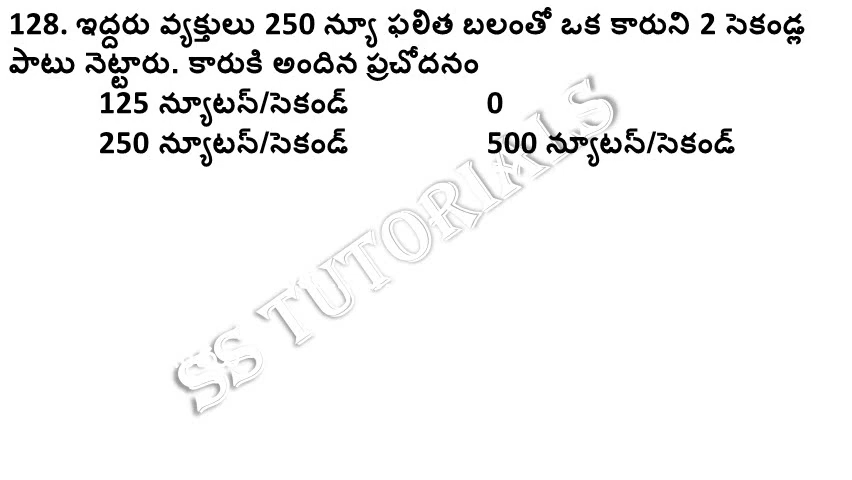 128. ఇద్దరు వ్యక్తులు 250 న్యూ ఫలిత బలంతో ఒక కారుని 2 సెకండ్ల
పాటు నెట్టారు. కారుకి అందిన ప్రచోదనం
125 న్యూటన్/సెకండ్ 0
250 న్యూటన్/సెకండ్ 500 న్యూటన్/సెకండ్
SS TUTORIALS